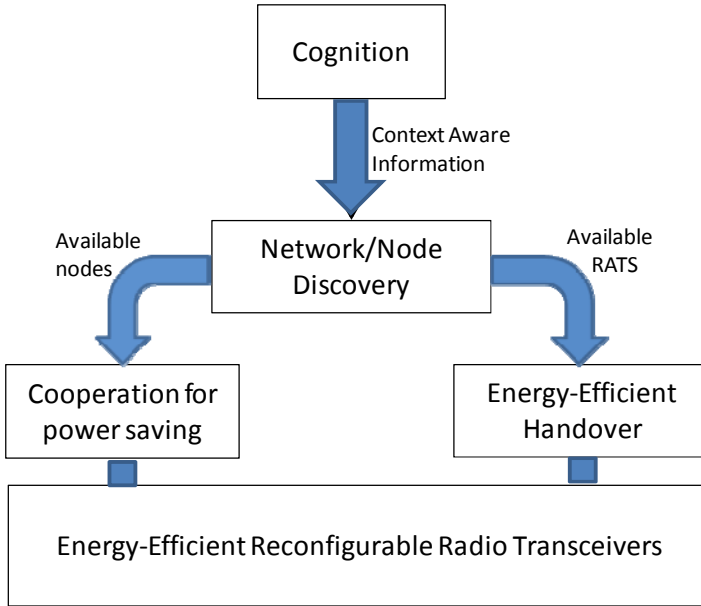 Cognition
Context Aware
Information
Available
nodes
Network/Node
Discovery
Available
RATS
Cooperation for
power saving
Energy-Efficient
Handover
Energy-Efficient Reconfigurable Radio Transceivers